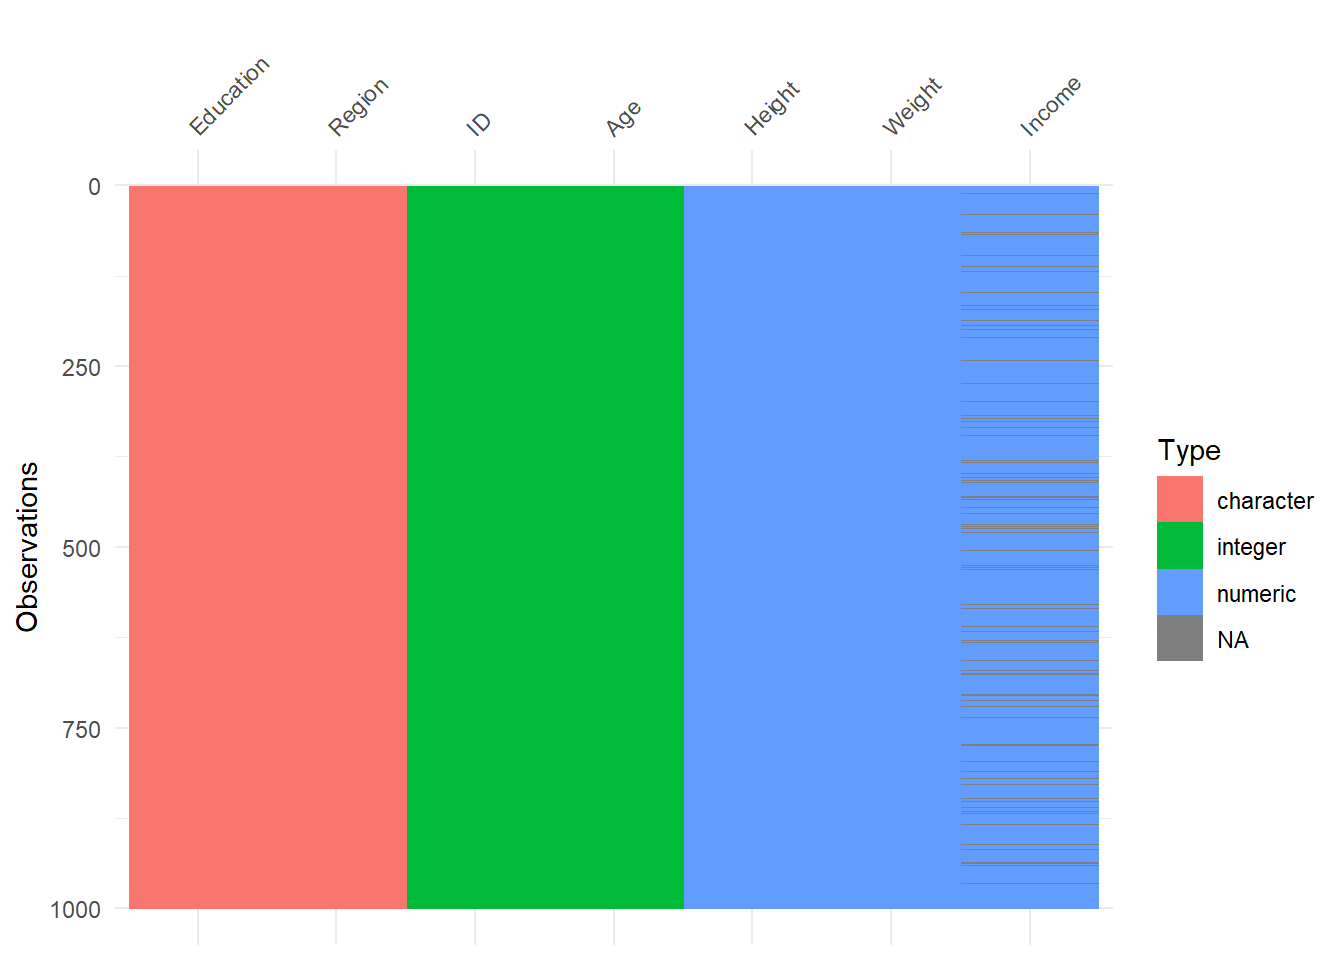 Education
Region
ID
Age
Height
Weight
Income
0
250
500
750
1000
Observations
Type
character
integer
numeric
NA